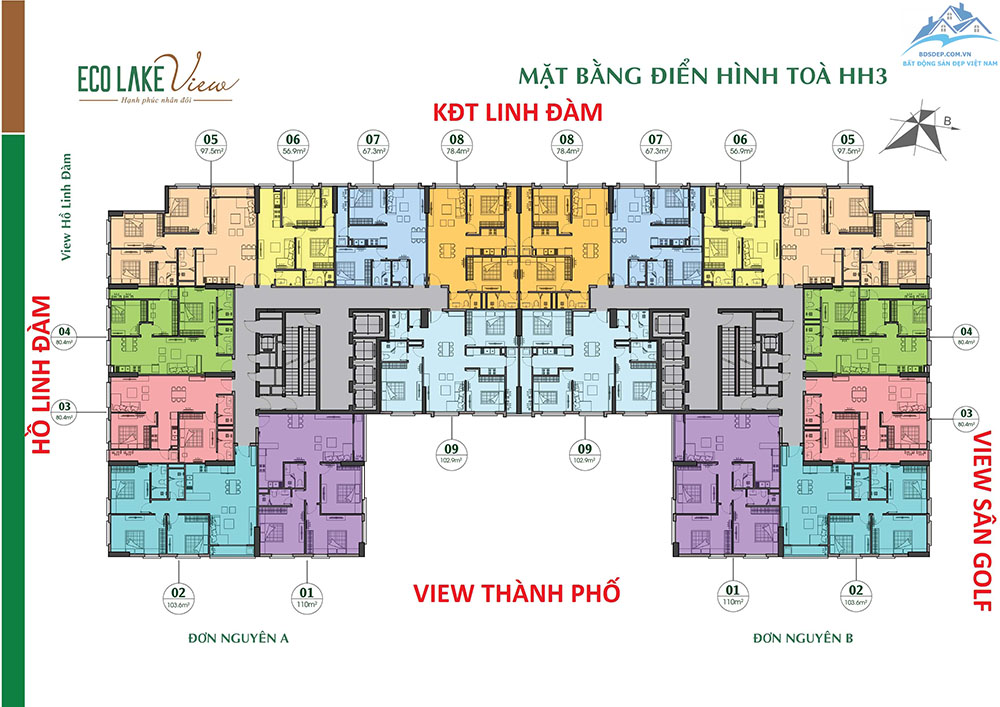 BDSDEP.COM.VN
BẤT ĐỘNG SẢN ĐẸP VIỆT NAM
ECO LAKE View
Hạnh phúc nhân đôi
MẶT BẰNG ĐIỂN HÌNH TOÀ HH3
KĐT LINH ĐÀM
B
05
97.5m²
06
56.9m²
07
67.3m²
08
78.4m²
08
78.4m²
07
67.3m²
06
56.9m²
05
97.5m²
View Hồ Linh Đàm
HỒ LINH ĐÀM
04
80.4m²
04
80.4m²
03
80.4m²
03
80.4m²
09
102.9m²
09
102.9m²
VIEW SÂN GOLF
02
103.6m²
01
110m²
VIEW THÀNH PHỐ
01
110m²
02
103.6m²
ĐƠN NGUYÊN A
ĐƠN NGUYÊN B